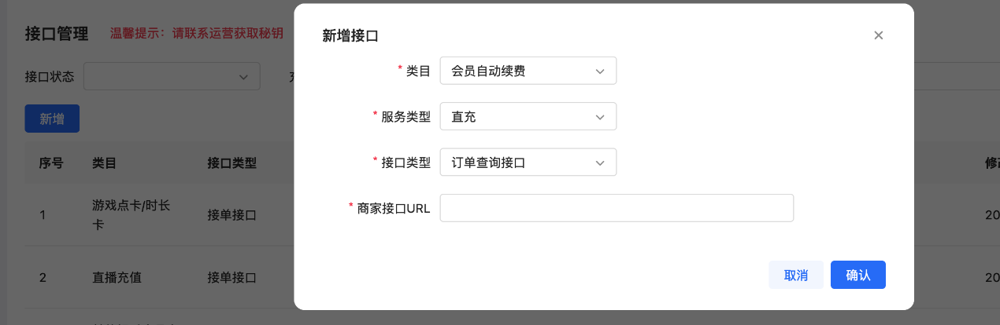 接口管理 温馨提示：请联系运营获取秘钥
接口状态
新增
序号 类目 接口类型
1 游戏点卡/时长卡 接单接口 20
2 直播充值 接单接口 20
新增接口
* 类目 会员自动续费
* 服务类型 直充
* 接口类型 订单查询接口
* 商家接口URL
取消 确认